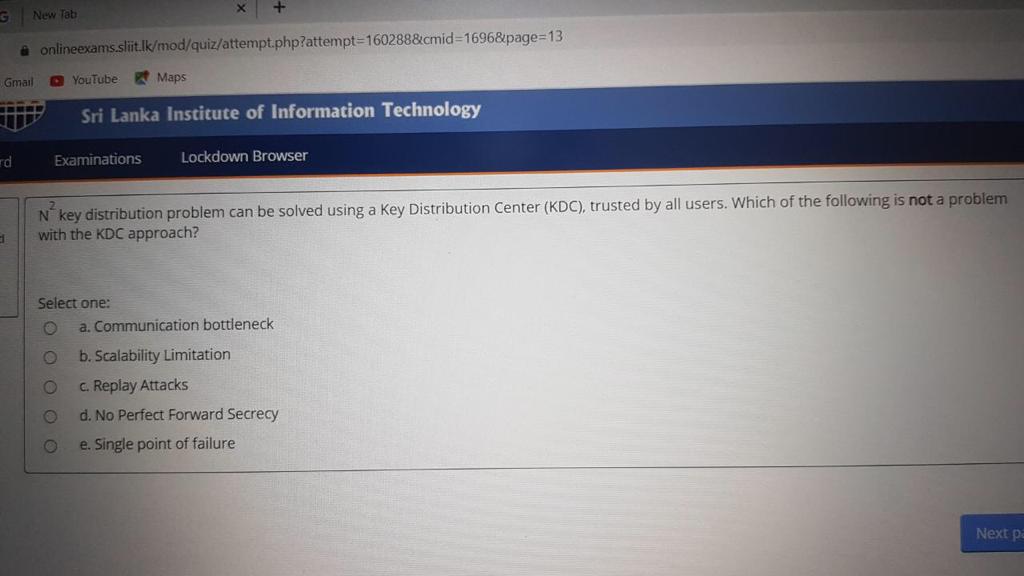 New Tab
onlineexams.sliit.lk/mod/quiz/attempt.php?attempt=160288&cmid=1696&page=13
Gmail YouTube Maps
Sri Lanka Institute of Information Technology
Examinations Lockdown Browser
N2 key distribution problem can be solved using a Key Distribution Center (KDC), trusted by all users. Which of the following is not a problem
with the KDC approach?
Select one:
a. Communication bottleneck
b. Scalability Limitation
c. Replay Attacks
d. No Perfect Forward Secrecy
e. Single point of failure
Next